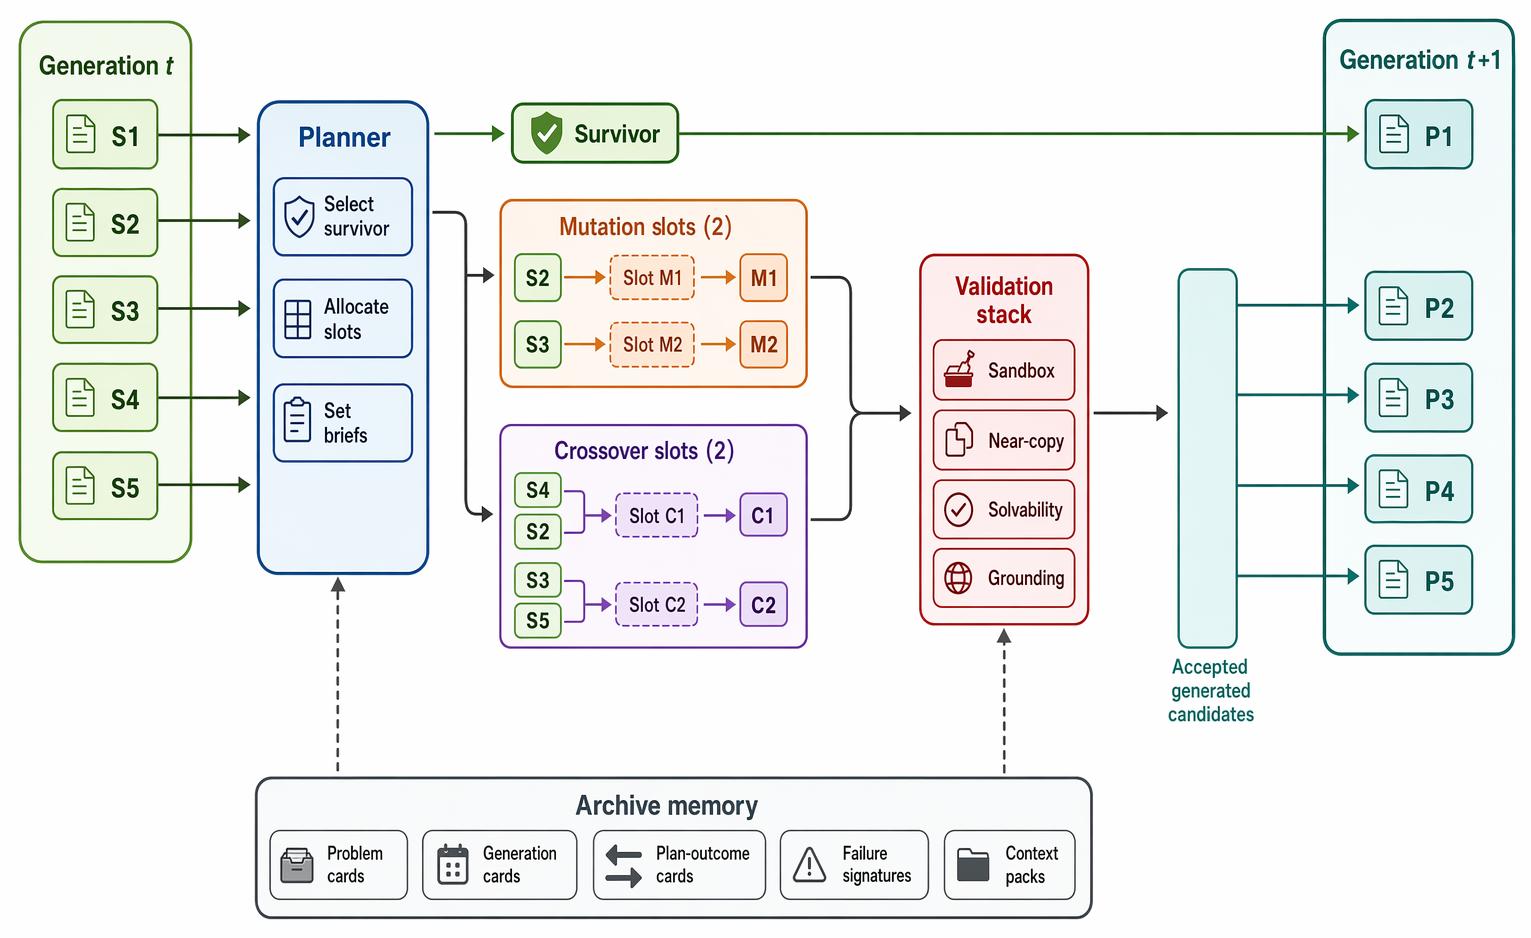 Generation t
S1
S2
S3
S4
S5
Planner
Select
survivor
Allocate
slots
Set
briefs
Survivor
Mutation slots (2)
S2
Slot M1
M1
S3
Slot M2
M2
Crossover slots (2)
S4
S2
Slot C1
C1
S3
S5
Slot C2
C2
Validation
stack
Sandbox
Near-copy
Solvability
Grounding
Accepted
generated
candidates
Generation t+1
P1
P2
P3
P4
P5
Archive memory
Problem
cards
Generation
cards
Plan-outcome
cards
Failure
signatures
Context
packs